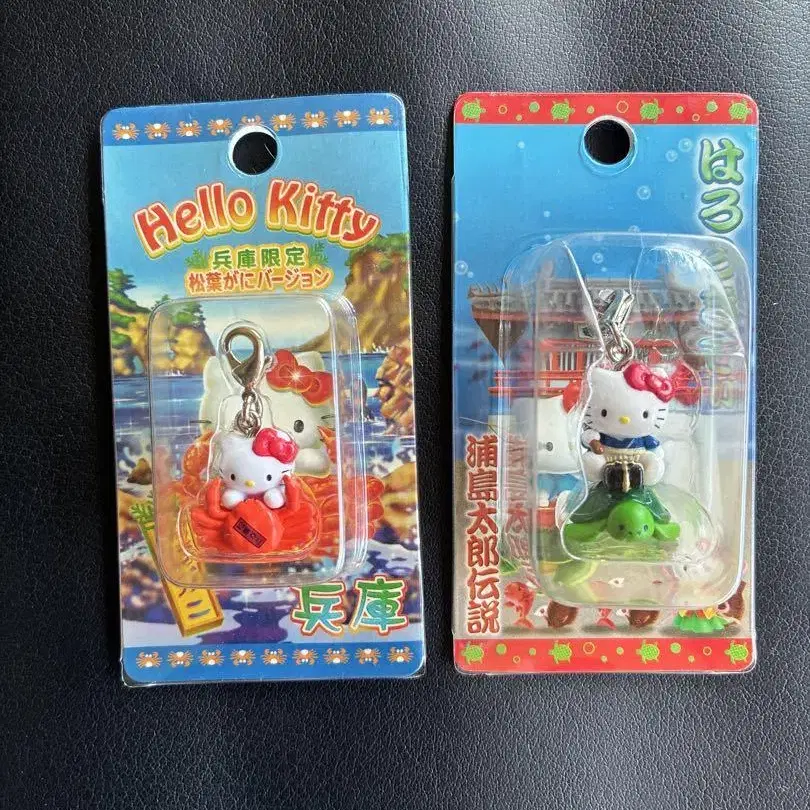 Hello Kitty
兵庫限定
松葉がにバージョン
兵庫
はろ
浦島太郎伝説